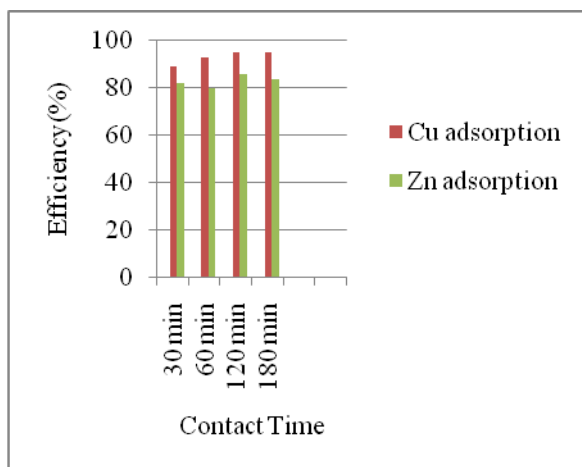 100
80
60
40
20
0
Efficiency (%)
30 min
60 min
120 min
180 min
Contact Time
Cu adsorption
Zn adsorption